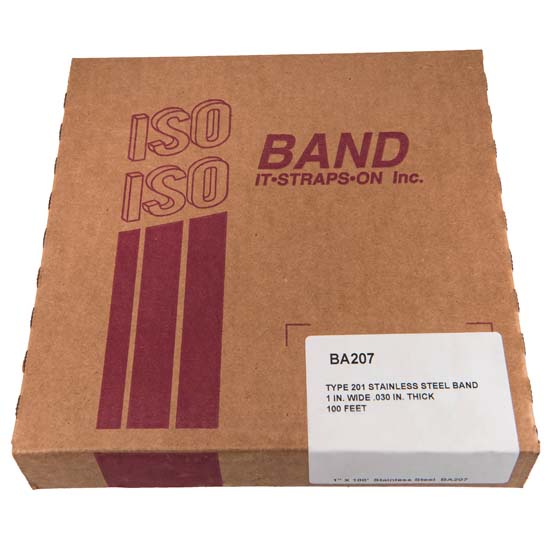 ISO
ISO
BAND
IT•STRAPS•ON Inc.
BA207
TYPE 201 STAINLESS STEEL BAND
1 IN. WIDE .030 IN. THICK
100 FEET
1" X 100' Stainless Steel BA207